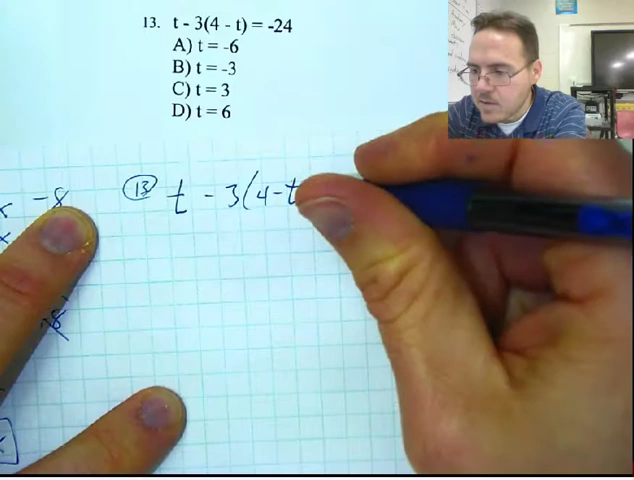 13. t - 3(4 - t) = -24
A) t = -6
B) t = -3
C) t = 3
D) t = 6
-8
13 t - 3(4-t